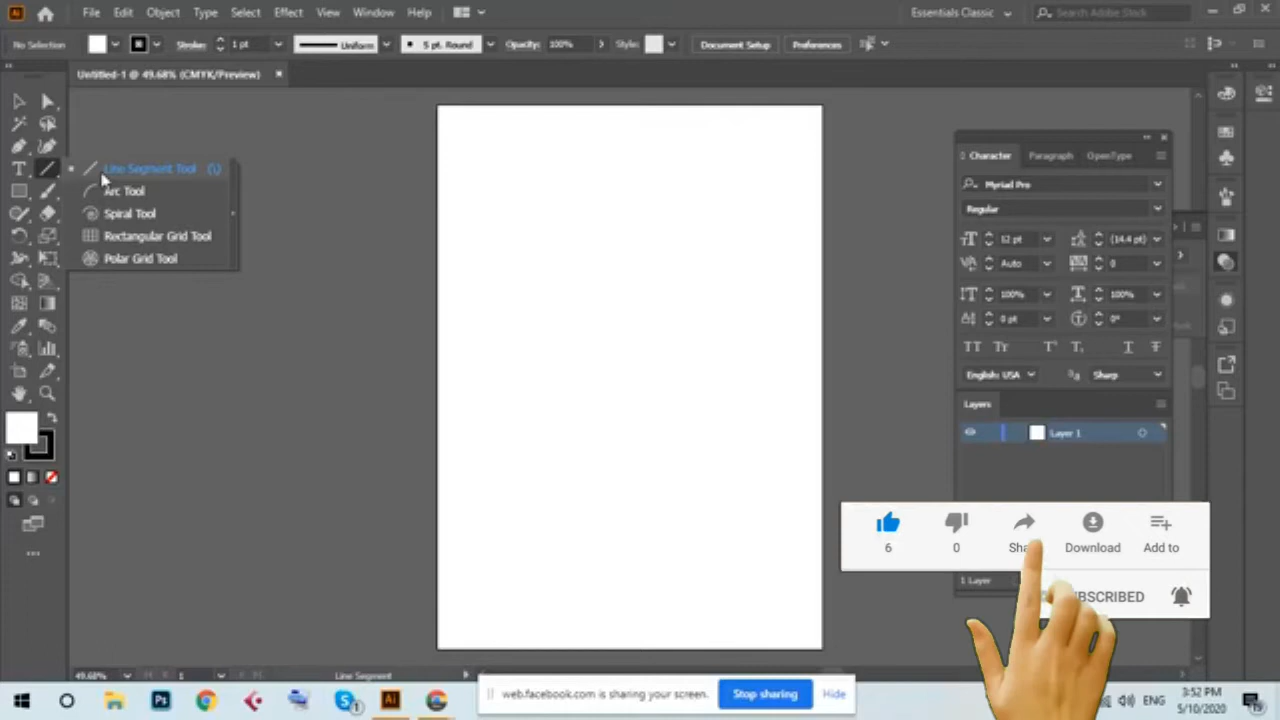 File Edit Object Type Select Effect View Window Help
Essentials Classic
Search Adobe Stock
No Selection
Stroke: 1 pt
Uniform
5 pt. Round
Opacity: 100%
Style:
Document Setup
Preferences
Untitled-1 @ 49.68% (CMYK/Preview)
Line Segment Tool (\)
Arc Tool
Spiral Tool
Rectangular Grid Tool
Polar Grid Tool
Character Paragraph OpenType
Myriad Pro
Regular
12 pt (14.4 pt)
Auto 0
100% 100%
0 pt 0°
English: USA Sharp
Layers
Layer 1
6 0 Download Add to
1 Layer
49.68% 1 Line Segment
web.facebook.com is sharing your screen. Stop sharing Hide
ENG
3:52 PM
5/10/2020